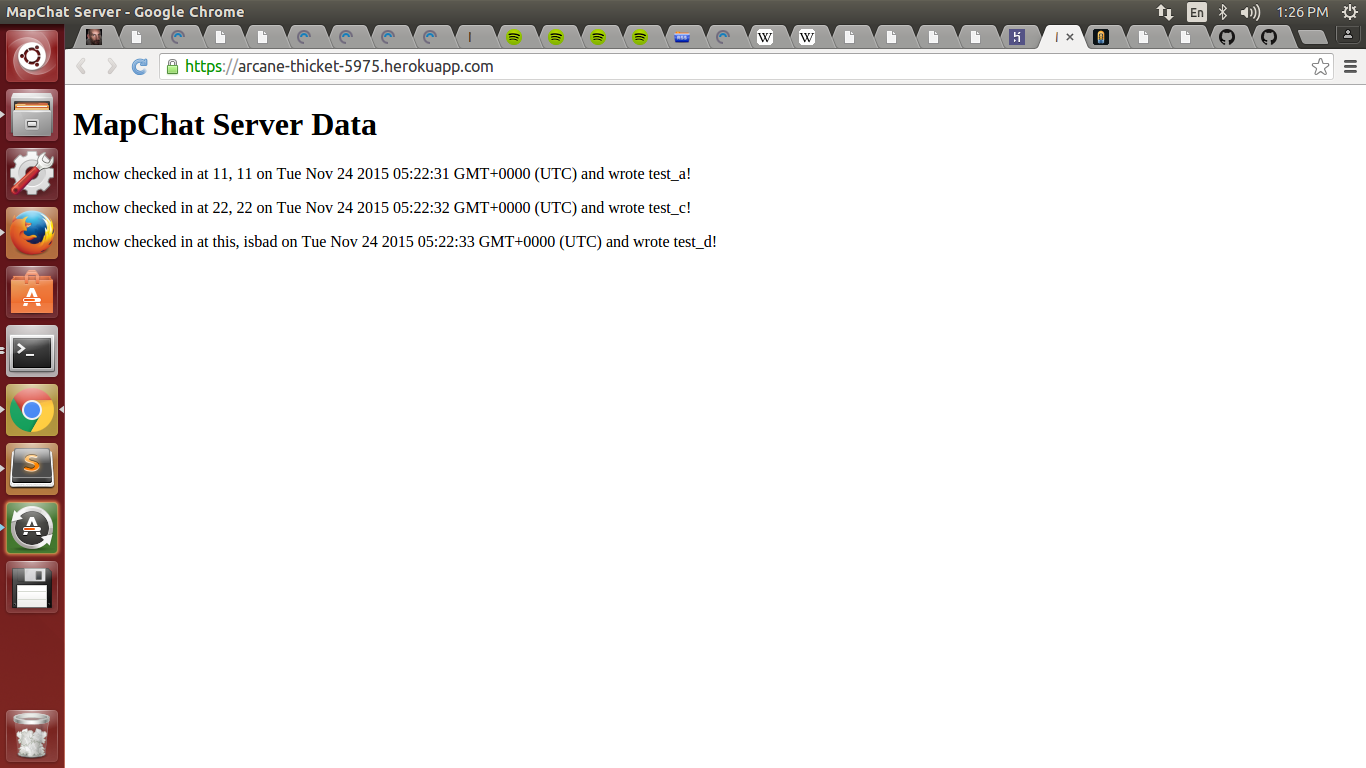 MapChat Server - Google Chrome
En
1:26 PM
https://arcane-thicket-5975.herokuapp.com
MapChat Server Data
mchow checked in at 11, 11 on Tue Nov 24 2015 05:22:31 GMT+0000 (UTC) and wrote test_a!
mchow checked in at 22, 22 on Tue Nov 24 2015 05:22:32 GMT+0000 (UTC) and wrote test_c!
mchow checked in at this, isbad on Tue Nov 24 2015 05:22:33 GMT+0000 (UTC) and wrote test_d!